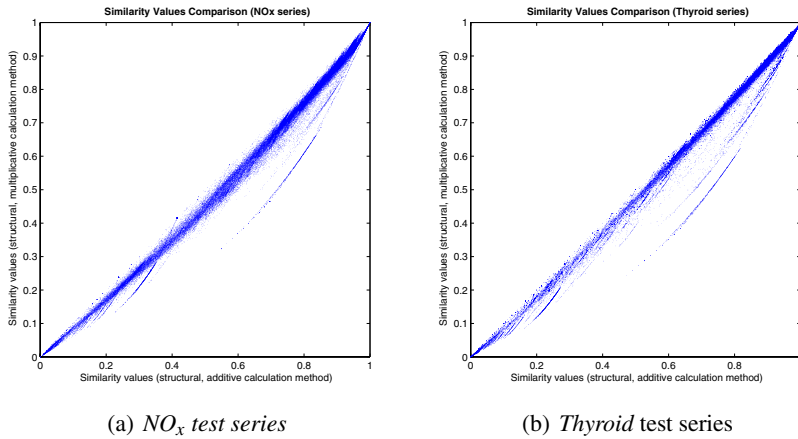 Similarity Values Comparison (NOx series)
Similarity values (structural, multiplicative calculation method)
1
0.9
0.8
0.7
0.6
0.5
0.4
0.3
0.2
0.1
0
0 0.2 0.4 0.6 0.8 1
Similarity values (structural, additive calculation method)
(a) NOx test series
Similarity Values Comparison (Thyroid series)
Similarity values (structural, multiplicative calculation method)
1
0.9
0.8
0.7
0.6
0.5
0.4
0.3
0.2
0.1
0
0 0.2 0.4 0.6 0.8
Similarity values (structural, additive calculation method)
(b) Thyroid test series